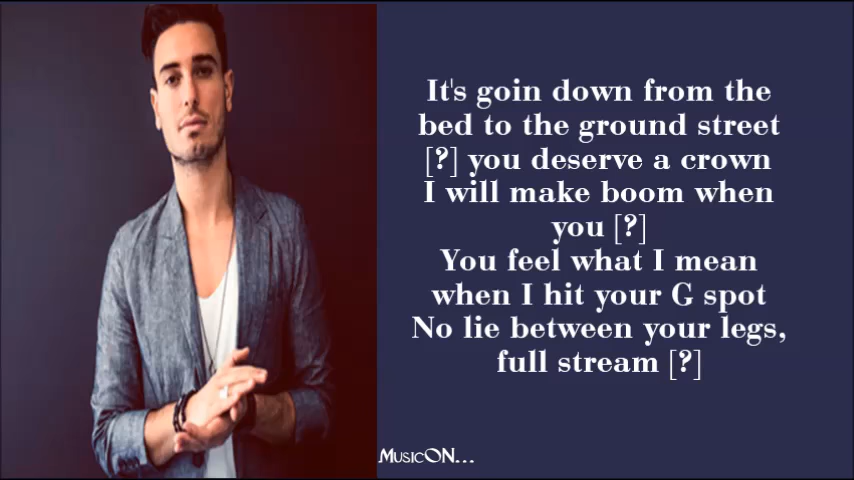 It's goin down from the
bed to the ground street
[?] you deserve a crown
I will make boom when
you [?]
You feel what I mean
when I hit your G spot
No lie between your legs,
full stream [?]
MusicON...